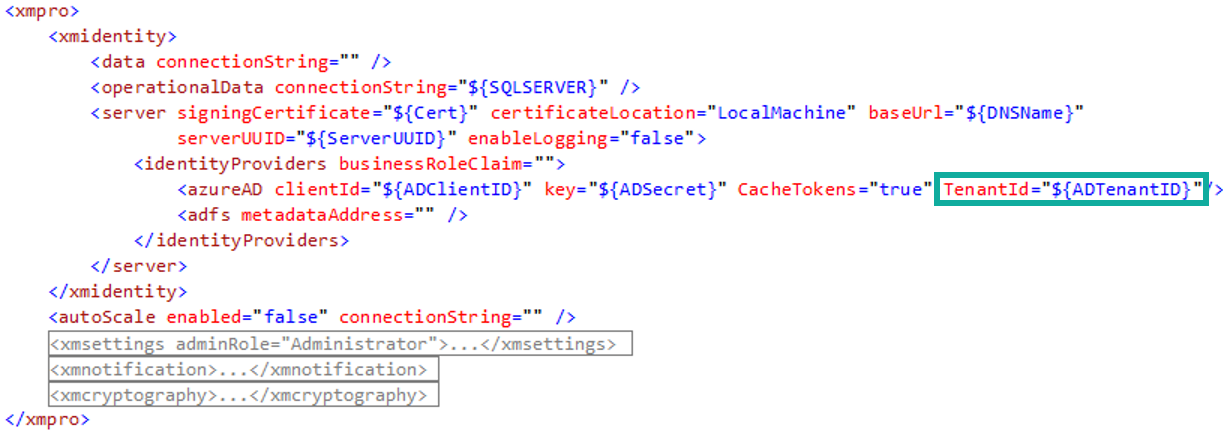 <xmpro>
<xmidentity>
<data connectionString="" />
<operationalData connectionString="${SQLSERVER}" />
<server signingCertificate="${Cert}" certificateLocation="LocalMachine" baseUrl="${DNSName}"
serverUUID="${ServerUUID}" enableLogging="false">
<identityProviders businessRoleClaim="">
<azureAD clientId="${ADClientID}" key="${ADSecret}" CacheTokens="true" TenantId="${ADTenantID}"/>
<adfs metadataAddress="" />
</identityProviders>
</server>
</xmidentity>
<autoScale enabled="false" connectionString="" />
<xmsettings adminRole="Administrator">...</xmsettings>
<xmnotification>...</xmnotification>
<xmcryptography>...</xmcryptography>
</xmpro>